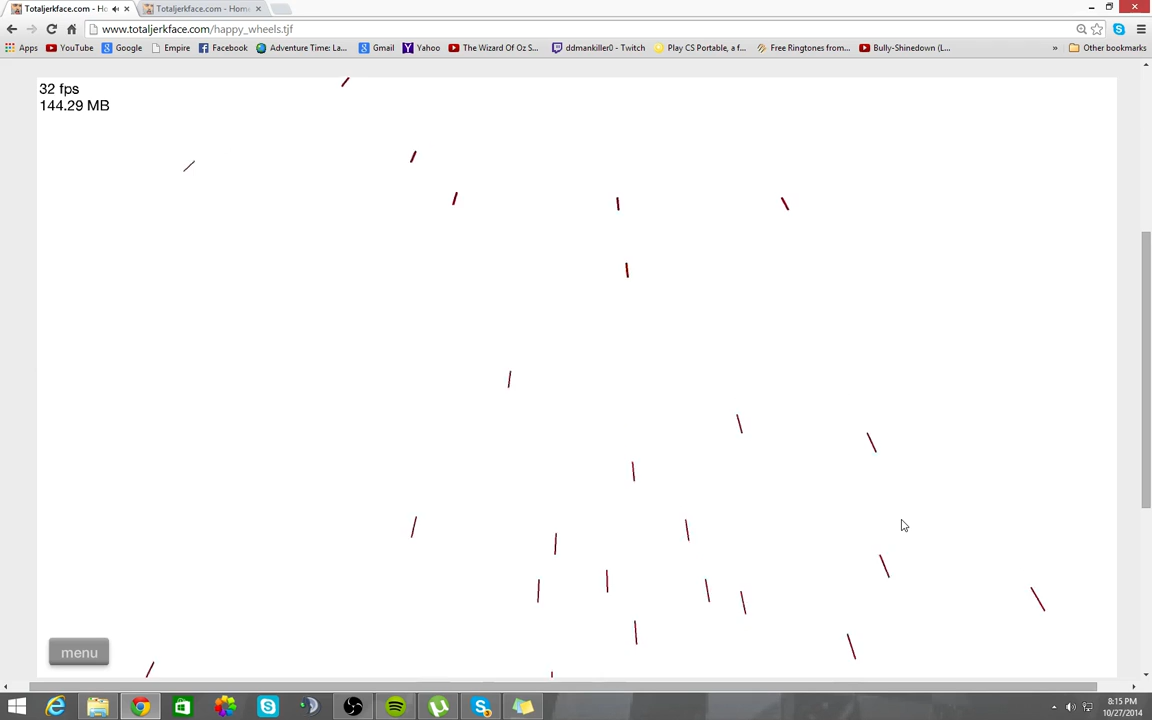 Totaljerkface.com - H
Totaljerkface.com - Hom
www.totaljerkface.com/happy_wheels.tjf
Apps YouTube Google Empire Facebook Adventure Time: La... Gmail Yahoo The Wizard Of Oz S... ddmankiller0 - Twitch Play CS Portable, a f... Free Ringtones from... Bully-Shinedown (L... » Other bookmarks
32 fps
144.29 MB
menu
8:15 PM
10/27/2014